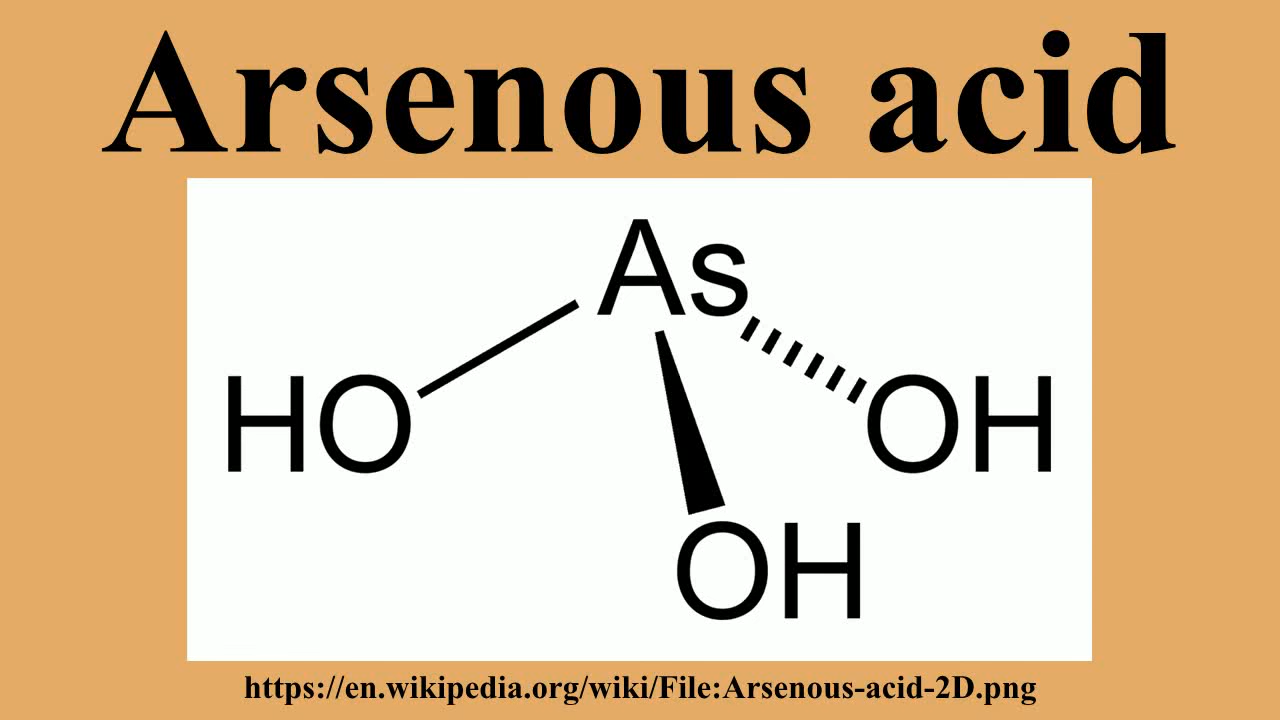 Arsenous acid
As
HO
OH
OH
https://en.wikipedia.org/wiki/File:Arsenous-acid-2D.png